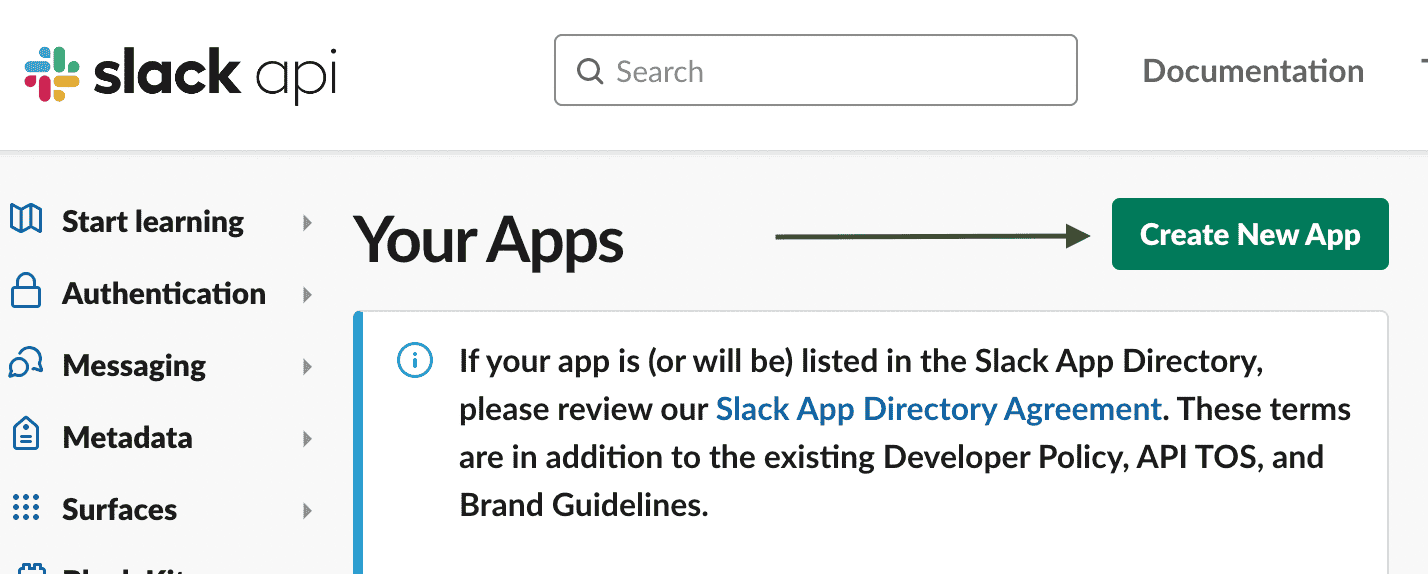 slack api
Search
Documentation
Start learning
Authentication
Messaging
Metadata
Surfaces
Your Apps
Create New App
If your app is (or will be) listed in the Slack App Directory,
please review our Slack App Directory Agreement. These terms
are in addition to the existing Developer Policy, API TOS, and
Brand Guidelines.